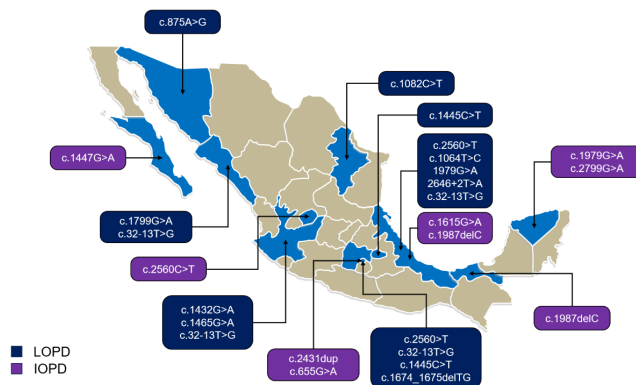 c.875A>G
c.1082C>T
c.1445C>T
c.2560>T
c.1064T>C
1979G>A
2646+2T>A
c.32-13T>G
c.1979G>A
c.2799G>A
c.1447G>A
c.1615G>A
c.1987delC
c.1799G>A
c.32-13T>G
c.2560C>T
c.1987delC
c.1432G>A
c.1465G>A
c.32-13T>G
c.2431dup
c.655G>A
c.2560>T
c.32-13T>G
c.1445C>T
c.1674_1675delTG
LOPD
IOPD